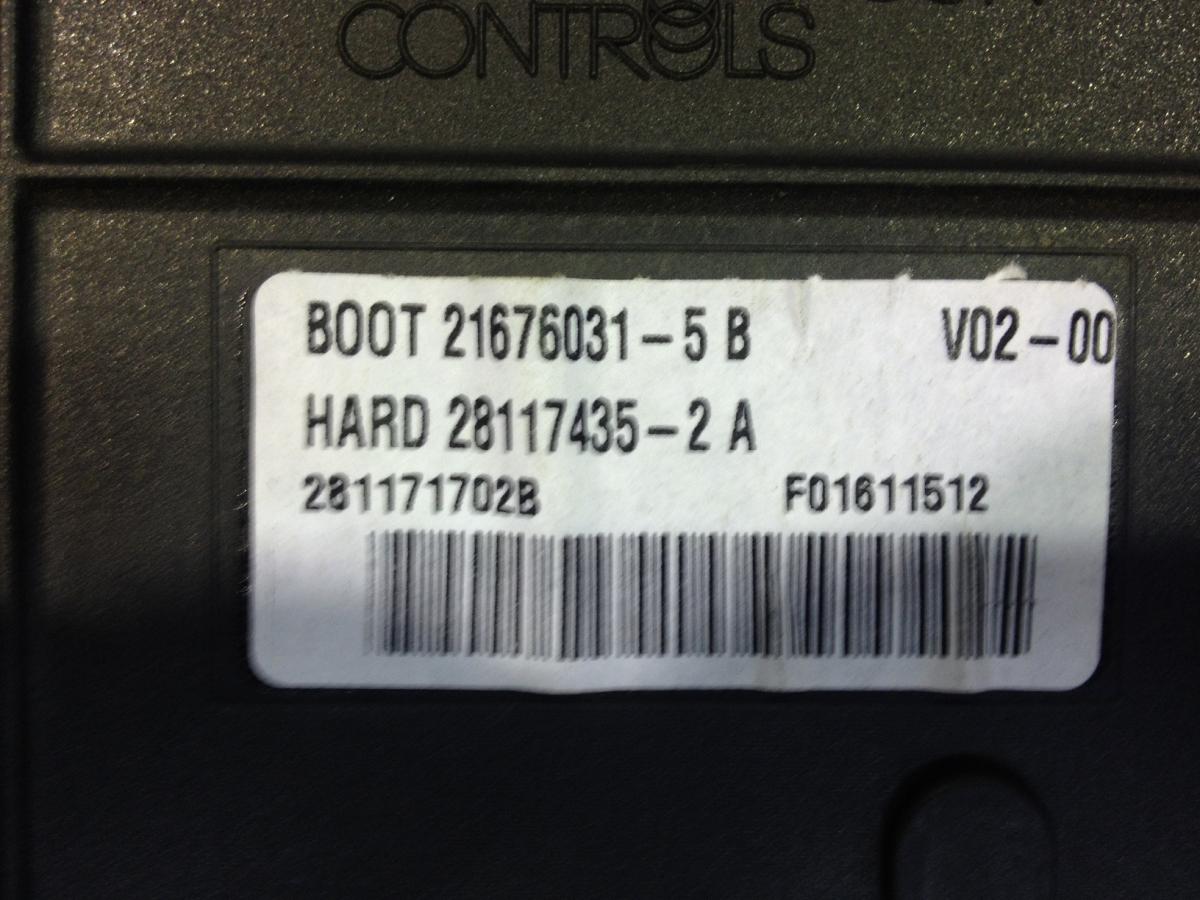 CONTROLS
BOOT 21676031-5 B V02-00
HARD 28117435-2 A
281171702B F01611512